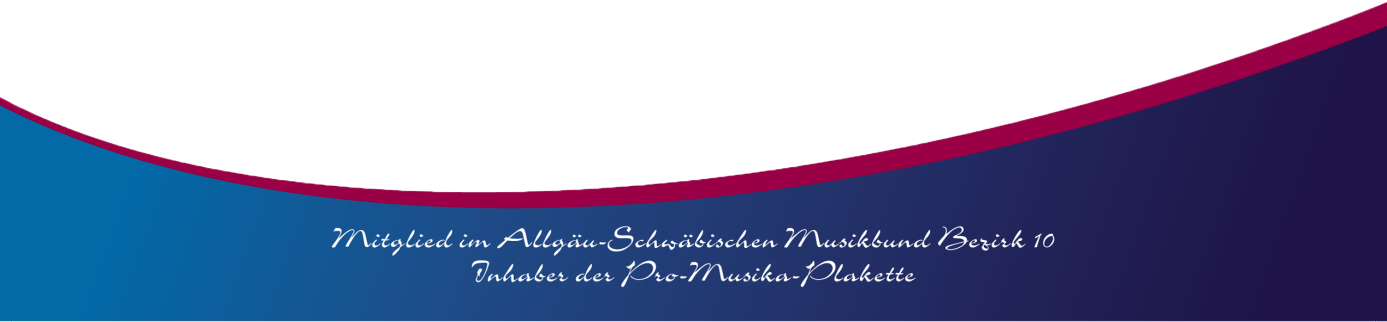 Mitglied im Allgäu-Schwäbischen Musikbund Bezirk 10
Inhaber der Pro-Musika-Plakette